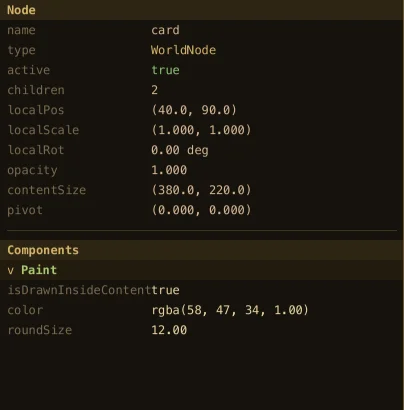 Node
name card
type WorldNode
active true
children 2
localPos (40.0, 90.0)
localScale (1.000, 1.000)
localRot 0.00 deg
opacity 1.000
contentSize (380.0, 220.0)
pivot (0.000, 0.000)
Components
v Paint
isDrawnInsideContenttrue
color rgba(58, 47, 34, 1.00)
roundSize 12.00